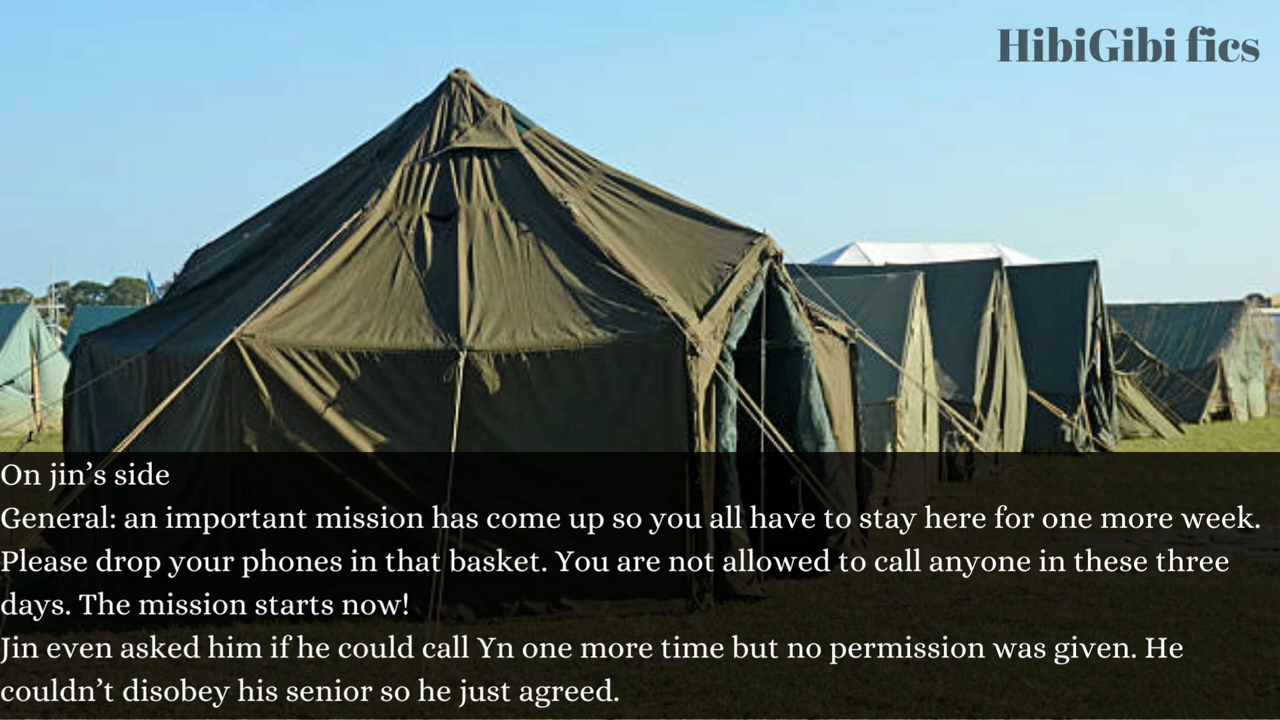 HibiGibi fics
On jin’s side
General: an important mission has come up so you all have to stay here for one more week.
Please drop your phones in that basket. You are not allowed to call anyone in these three
days. The mission starts now!
Jin even asked him if he could call Yn one more time but no permission was given. He
couldn’t disobey his senior so he just agreed.